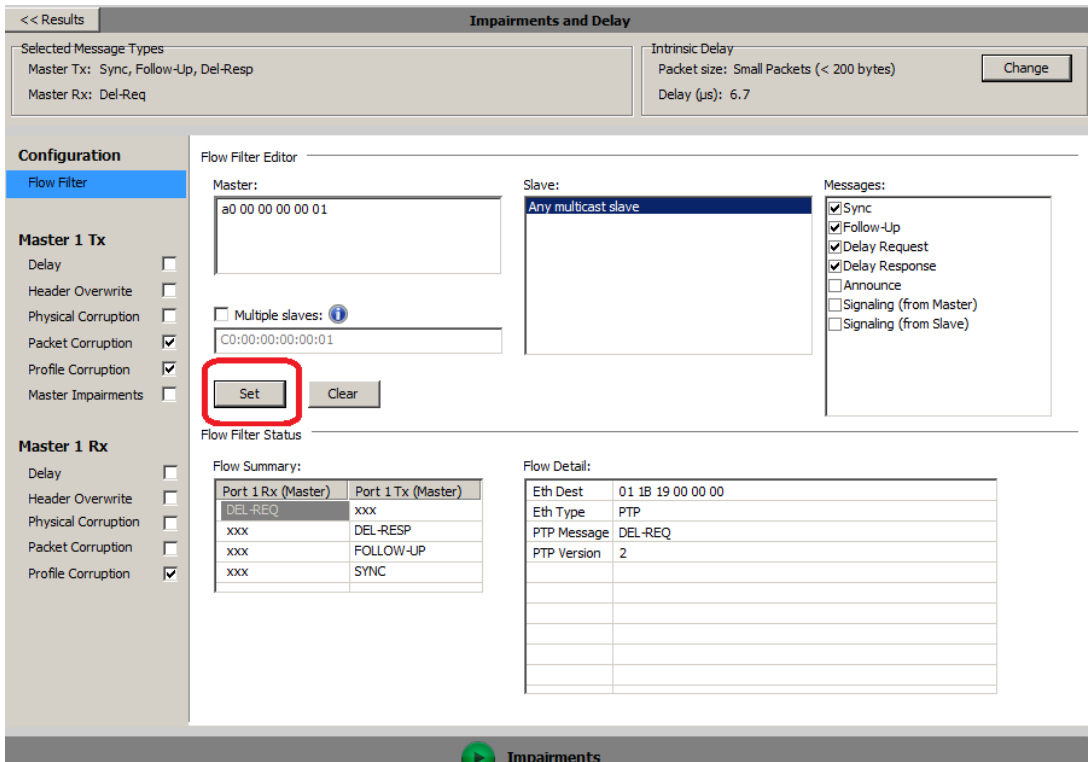 << Results
Impairments and Delay
Selected Message Types
Master Tx: Sync, Follow-Up, Del-Resp
Master Rx: Del-Req
Intrinsic Delay
Packet size: Small Packets (< 200 bytes)
Delay (µs): 6.7
Change
Configuration
Flow Filter
Master 1 Tx
Delay
Header Overwrite
Physical Corruption
Packet Corruption
Profile Corruption
Master Impairments
Master 1 Rx
Delay
Header Overwrite
Physical Corruption
Packet Corruption
Profile Corruption
Flow Filter Editor
Master:
a0 00 00 00 00 01
Multiple slaves:
C0:00:00:00:00:01
Set
Clear
Slave:
Any multicast slave
Messages:
Sync
Follow-Up
Delay Request
Delay Response
Announce
Signaling (from Master)
Signaling (from Slave)
Flow Filter Status
Flow Summary:
Port 1 Rx (Master) Port 1 Tx (Master)
DEL-REQ xxx
xxx DEL-RESP
xxx FOLLOW-UP
xxx SYNC
Flow Detail:
Eth Dest 01 1B 19 00 00 00
Eth Type PTP
PTP Message DEL-REQ
PTP Version 2
Impairments